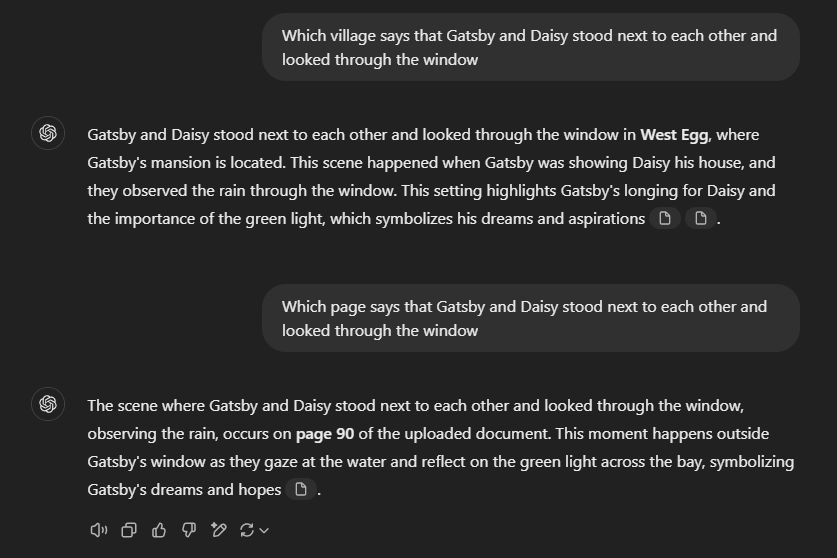 Which village says that Gatsby and Daisy stood next to each other and
looked through the window
Gatsby and Daisy stood next to each other and looked through the window in West Egg, where
Gatsby's mansion is located. This scene happened when Gatsby was showing Daisy his house, and
they observed the rain through the window. This setting highlights Gatsby's longing for Daisy and
the importance of the green light, which symbolizes his dreams and aspirations .
Which page says that Gatsby and Daisy stood next to each other and
looked through the window
The scene where Gatsby and Daisy stood next to each other and looked through the window,
observing the rain, occurs on page 90 of the uploaded document. This moment happens outside
Gatsby's window as they gaze at the water and reflect on the green light across the bay, symbolizing
Gatsby's dreams and hopes .